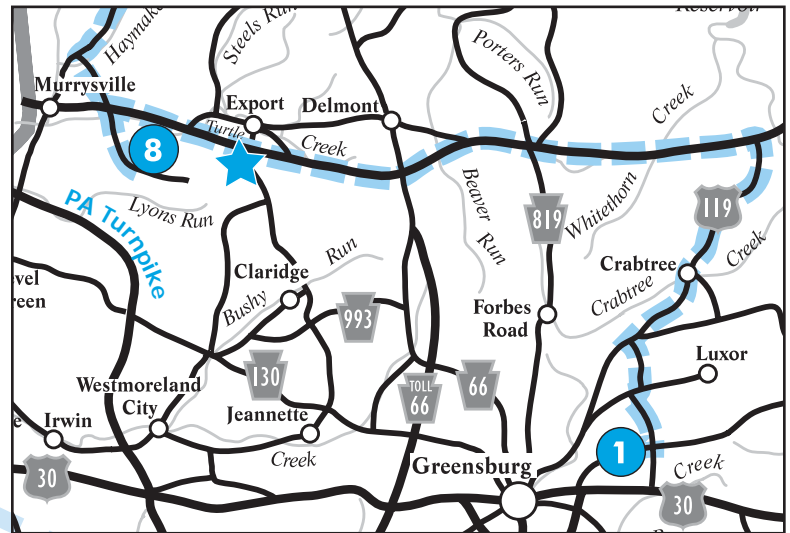 Haymake
Steels Run
Porters Run
Reservoir
Murrysville
Export
Delmont
Turtle
Creek
Creek
8
Lyons Run
PA Turnpike
Beaver
Run
819
Whitethorn
119
Creek
Crabtree
Crabtree
Claridge
Run
Bushy
vel
reen
993
Forbes
Road
Luxor
130
TOLL
66
66
Westmoreland
City
Jeannette
e
Irwin
Creek
Greensburg
1
Creek
30
30